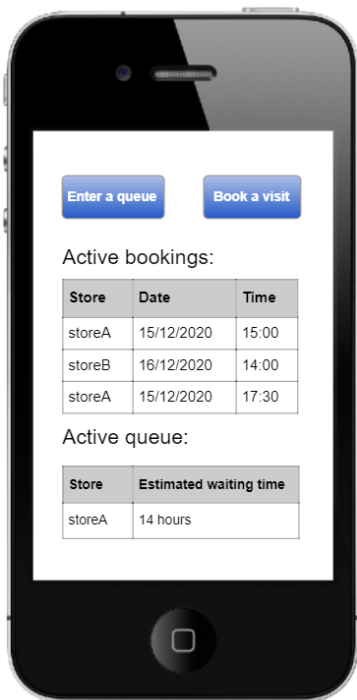 Enter a queue
Book a visit
Active bookings:
Store Date Time
storeA 15/12/2020 15:00
storeB 16/12/2020 14:00
storeA 15/12/2020 17:30
Active queue:
Store Estimated waiting time
storeA 14 hours